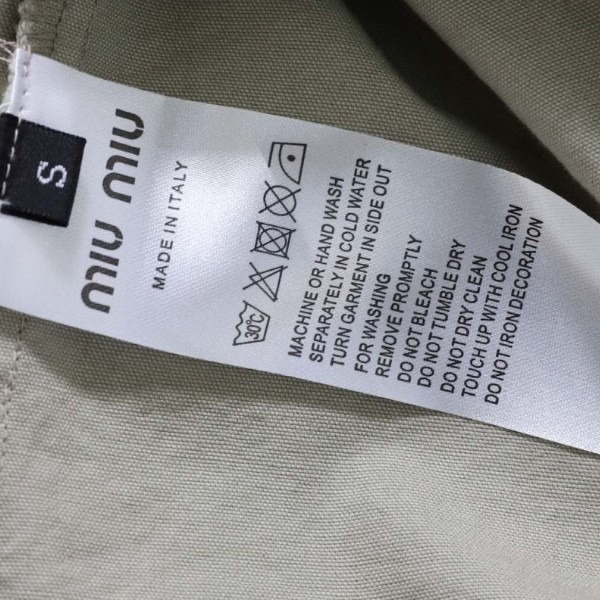 S
MIU MIU
MADE IN ITALY
30°C
MACHINE OR HAND WASH
SEPARATELY IN COLD WATER
TURN GARMENT IN SIDE OUT
FOR WASHING
REMOVE PROMPTLY
DO NOT BLEACH
DO NOT TUMBLE DRY
DO NOT DRY CLEAN
TOUCH UP WITH COOL IRON
DO NOT IRON DECORATION